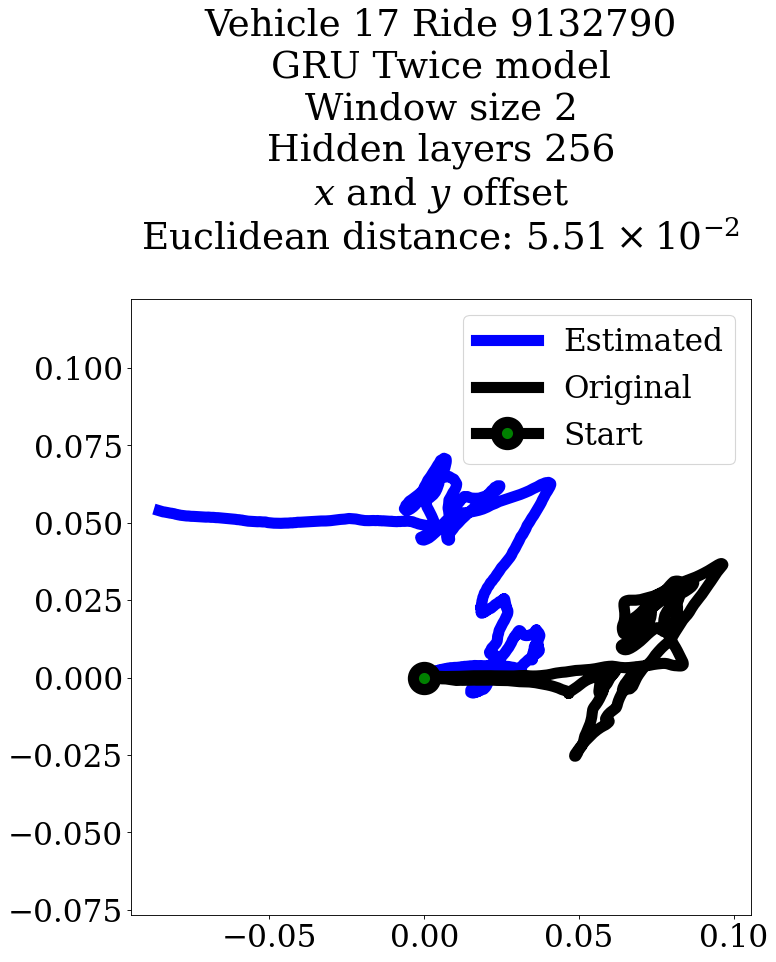 Vehicle 17 Ride 9132790
GRU Twice model
Window size 2
Hidden layers 256
x and y offset
Euclidean distance: 5.51 × 10⁻²
Estimated
Original
Start
0.100
0.075
0.050
0.025
0.000
−0.025
−0.050
−0.075
−0.05 0.00 0.05 0.10